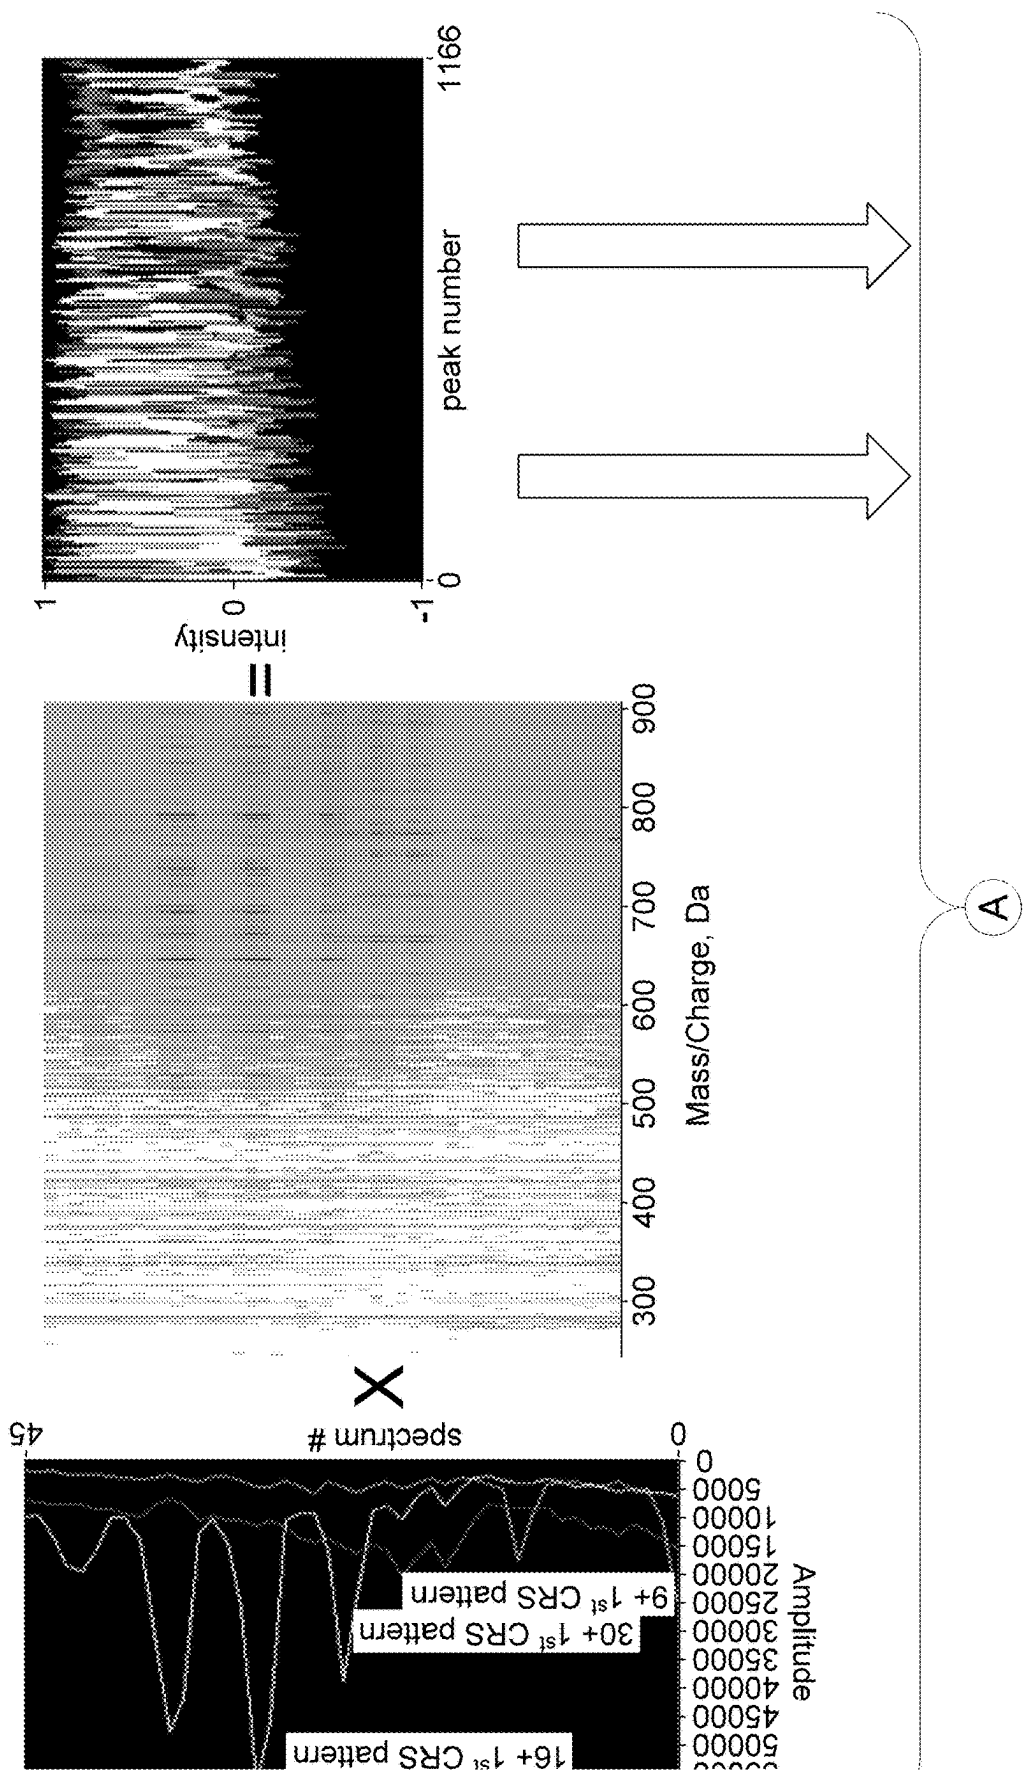 1
0
-1
intensity
0
1166
peak number
=
300
400
500
600
700
800
900
Mass/Charge, Da
X
45
0
spectrum #
0
5000
10000
15000
20000
25000
30000
35000
40000
45000
50000
Amplitude
9+ 1st CRS pattern
30+ 1st CRS pattern
16+ 1st CRS pattern
A